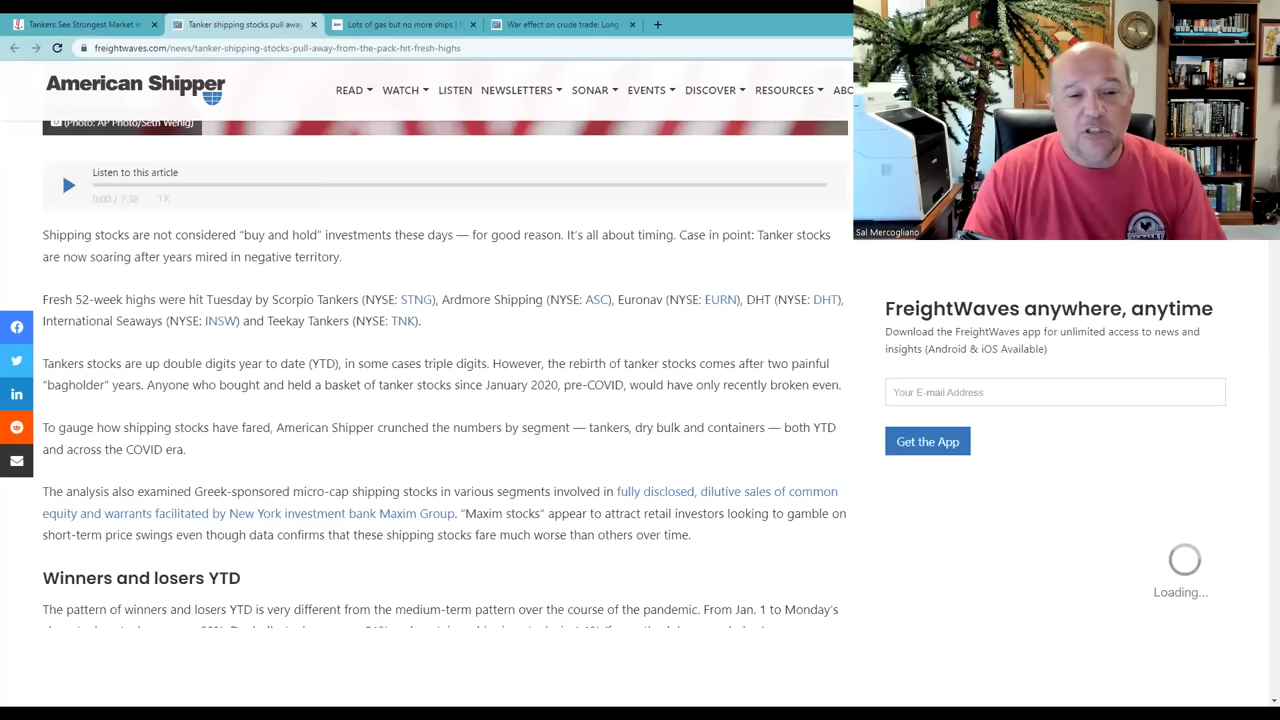 Tankers See Strongest Market in
Tanker shipping stocks pull away
Lots of gas but no more ships | S
War effect on crude trade: Long
freightwaves.com/news/tanker-shipping-stocks-pull-away-from-the-pack-hit-fresh-highs
American Shipper
READ
WATCH
LISTEN
NEWSLETTERS
SONAR
EVENTS
DISCOVER
RESOURCES
ABO
(Photo: AP Photo/Seth Wenig)
Listen to this article
0:00 / 7:38 1X
Shipping stocks are not considered “buy and hold” investments these days — for good reason. It’s all about timing. Case in point: Tanker stocks
are now soaring after years mired in negative territory.
Fresh 52-week highs were hit Tuesday by Scorpio Tankers (NYSE: STNG), Ardmore Shipping (NYSE: ASC), Euronav (NYSE: EURN), DHT (NYSE: DHT),
International Seaways (NYSE: INSW) and Teekay Tankers (NYSE: TNK).
Tankers stocks are up double digits year to date (YTD), in some cases triple digits. However, the rebirth of tanker stocks comes after two painful
“bagholder” years. Anyone who bought and held a basket of tanker stocks since January 2020, pre-COVID, would have only recently broken even.
To gauge how shipping stocks have fared, American Shipper crunched the numbers by segment — tankers, dry bulk and containers — both YTD
and across the COVID era.
The analysis also examined Greek-sponsored micro-cap shipping stocks in various segments involved in fully disclosed, dilutive sales of common
equity and warrants facilitated by New York investment bank Maxim Group. “Maxim stocks” appear to attract retail investors looking to gamble on
short-term price swings even though data confirms that these shipping stocks fare much worse than others over time.
Winners and losers YTD
The pattern of winners and losers YTD is very different from the medium-term pattern over the course of the pandemic. From Jan. 1 to Monday’s
Sal Mercogliano
FreightWaves anywhere, anytime
Download the FreightWaves app for unlimited access to news and
insights (Android & iOS Available)
Your E-mail Address
Get the App
Loading...